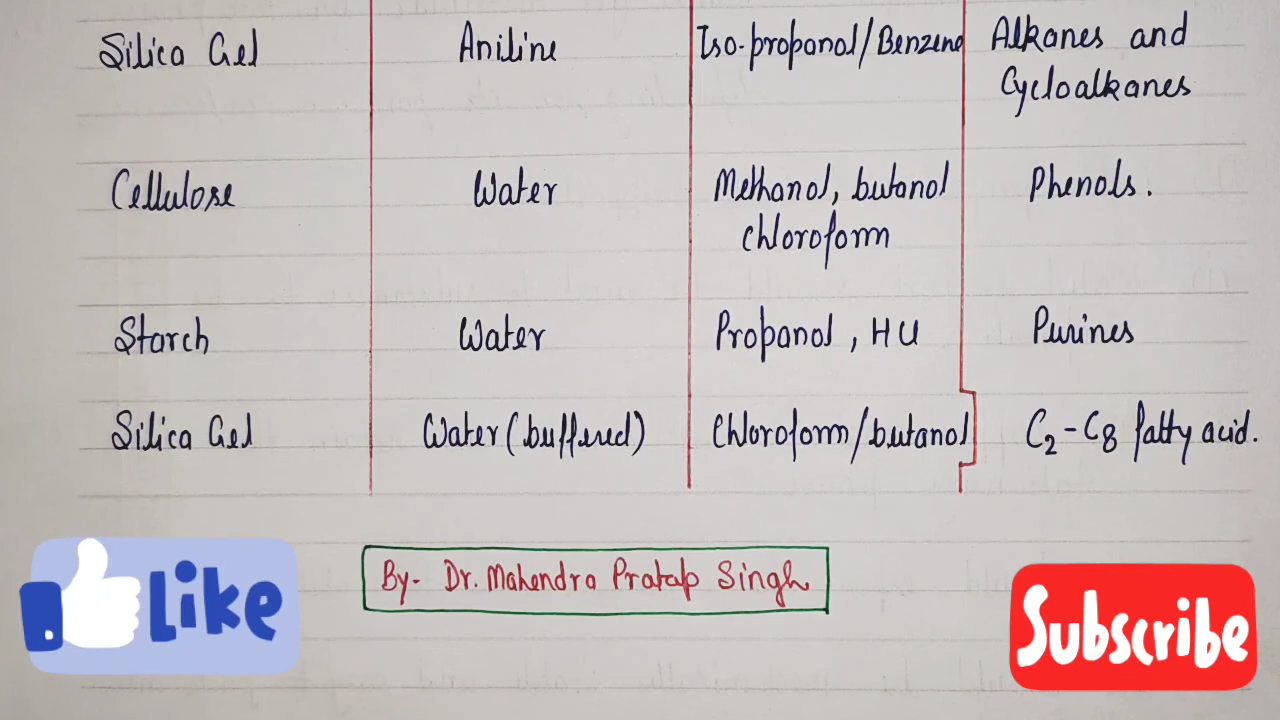 Silica Gel Aniline Iso-propanol/Benzene Alkanes and
Cycloalkanes
Cellulose Water Methanol, butanol Phenols.
chloroform
Starch Water Propanol, HCl Purines
Silica Gel Water (buffered) Chloroform/butanol C₂-C₈ fatty acid.
By- Dr. Mahendra Pratap Singh
Like
Subscribe